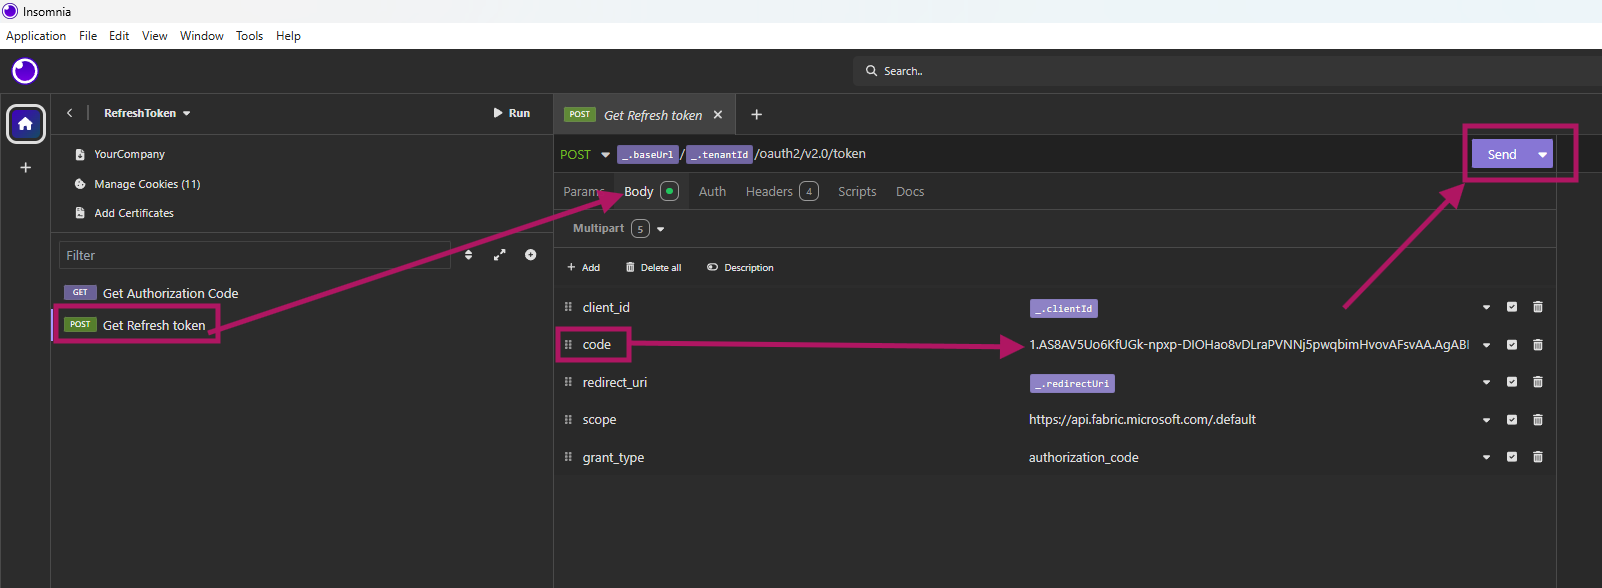 Insomnia
Application File Edit View Window Tools Help
Search..
RefreshToken
Run
POST Get Refresh token
YourCompany
Manage Cookies (11)
Add Certificates
POST _.baseUrl / _.tenantId /oauth2/v2.0/token
Send
Params Body Auth Headers 4 Scripts Docs
Multipart 5
Filter
Add Delete all Description
GET Get Authorization Code
POST Get Refresh token
client_id _.clientId
code 1.AS8AV5Uo6KfUGk-npxp-DIOHao8vDLraPVNNj5pwqbimHvovAFsvAA.AgABI
redirect_uri _.redirectUri
scope https://api.fabric.microsoft.com/.default
grant_type authorization_code